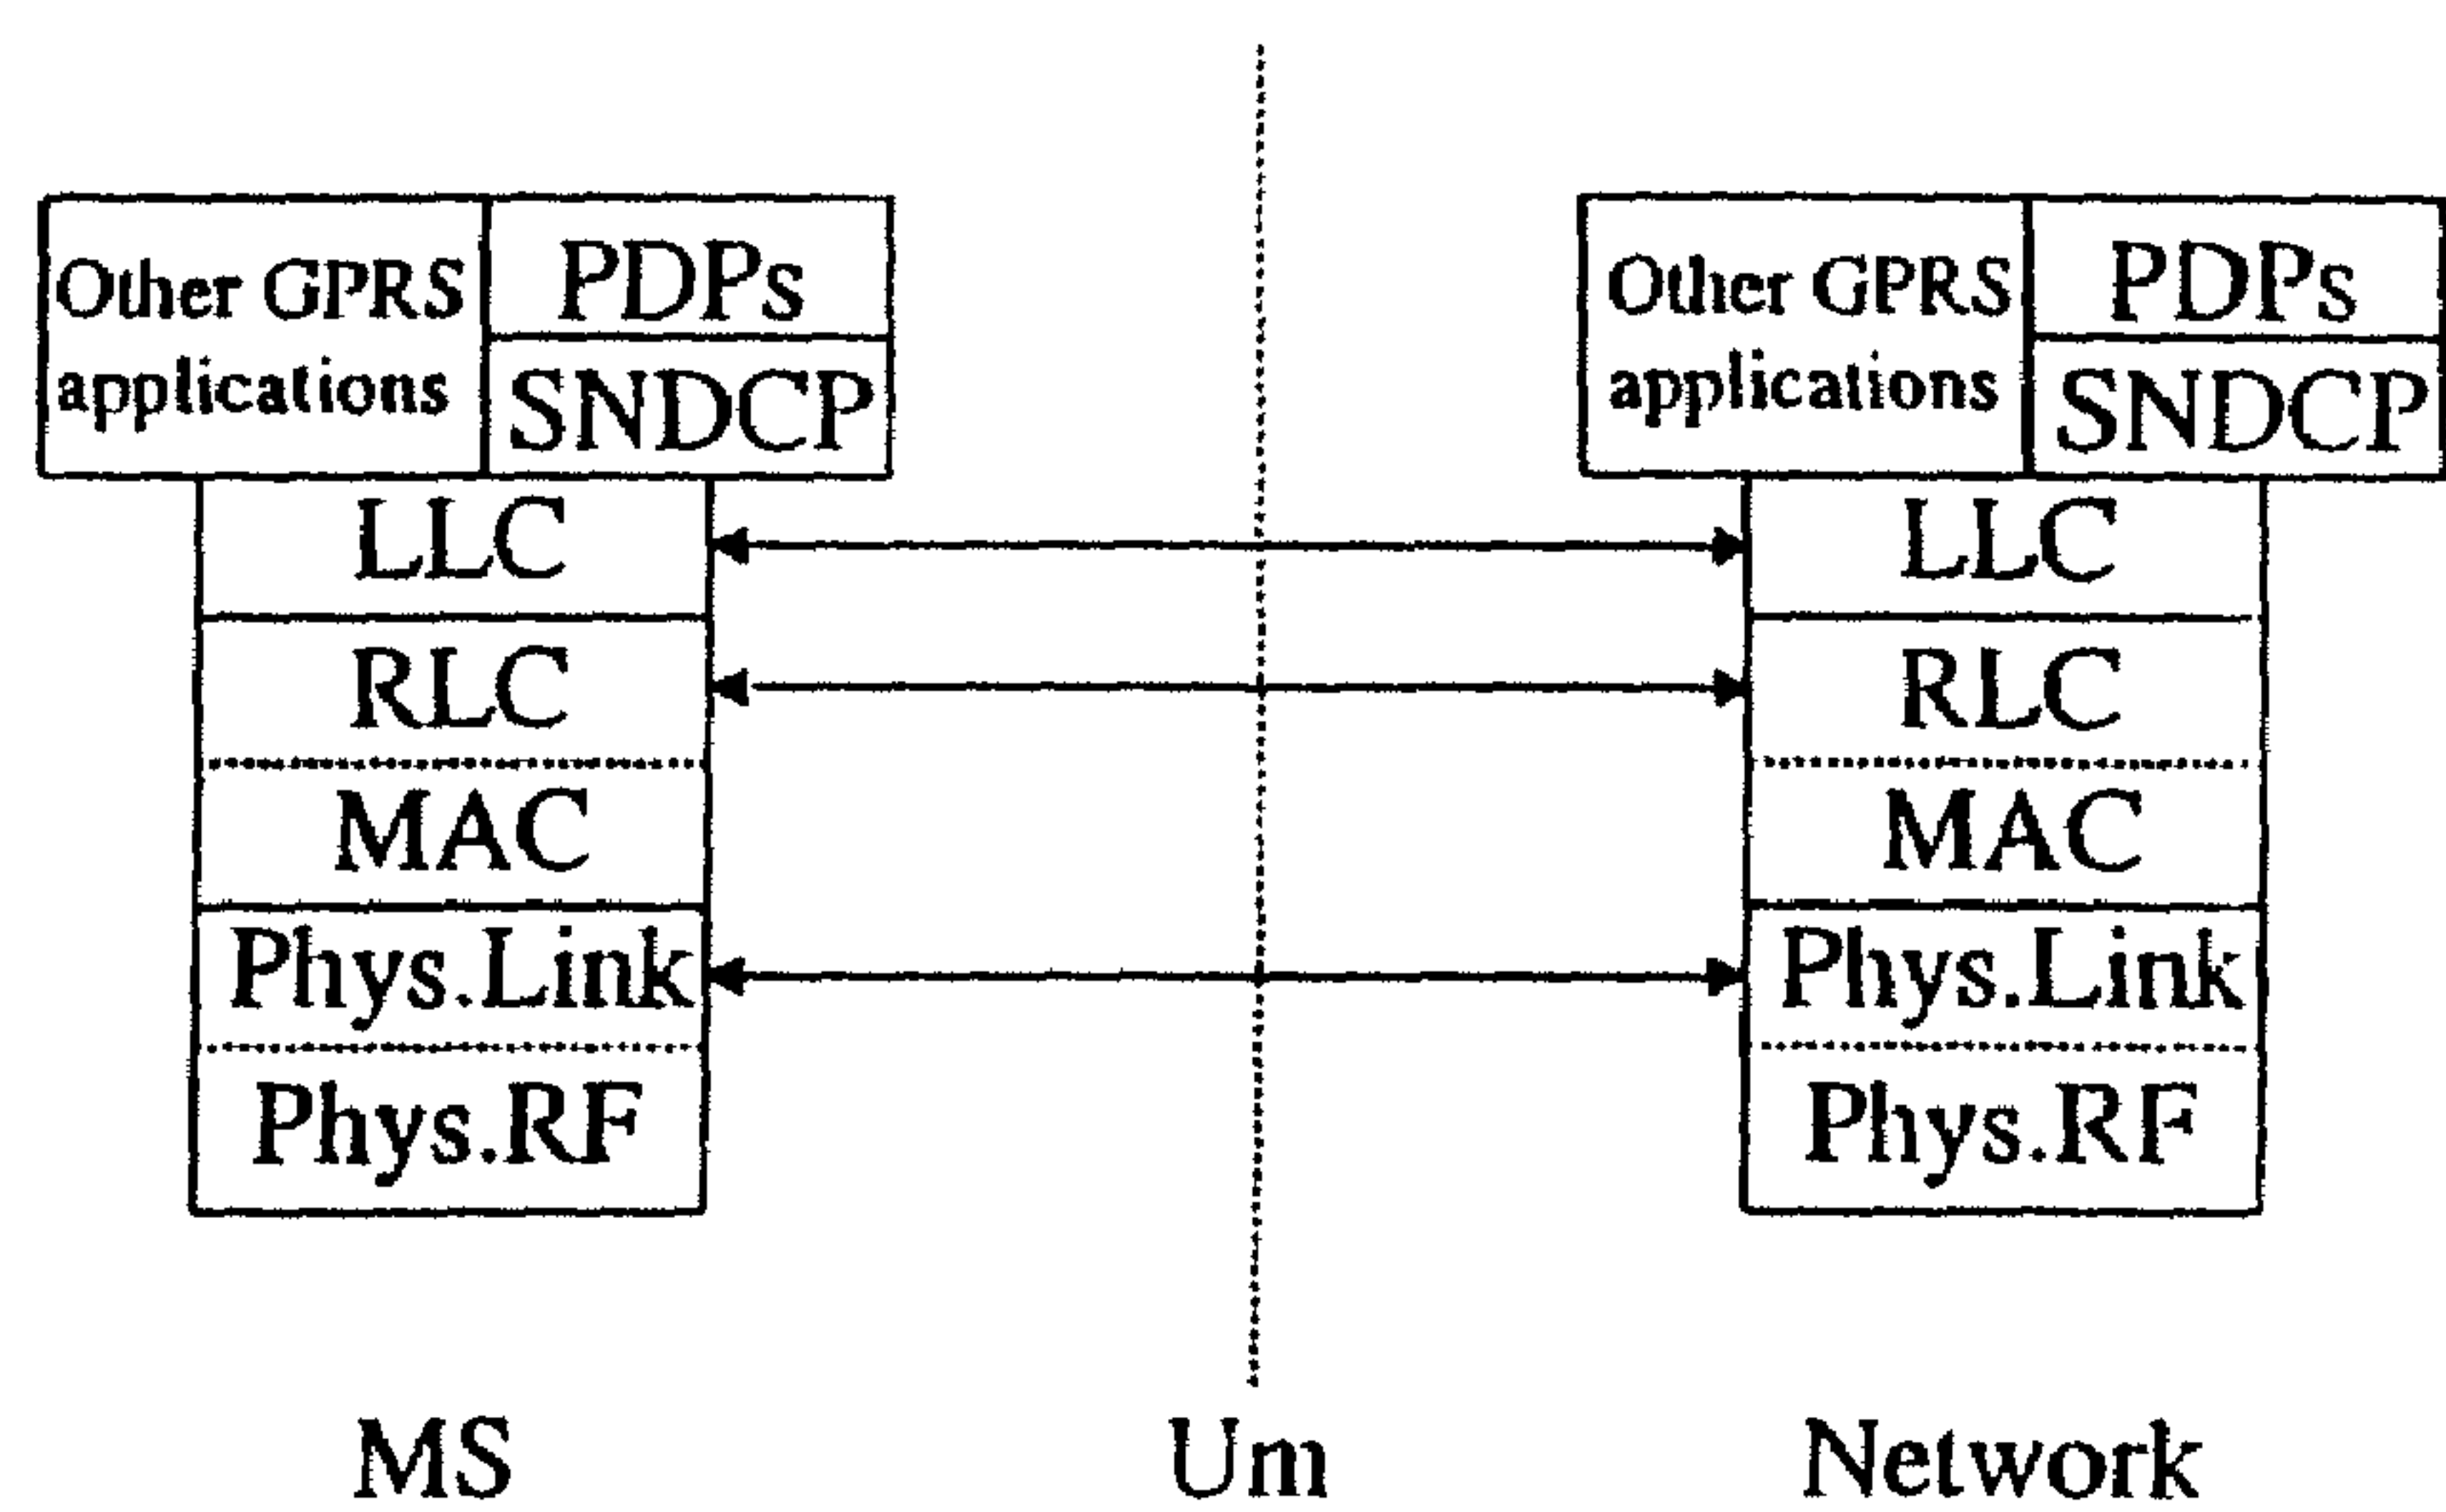 Other GPRS
applications
PDPs
SNDCP
LLC
RLC
MAC
Phys.Link
Phys.RF
MS
Um
Other GPRS
applications
PDPs
SNDCP
LLC
RLC
MAC
Phys.Link
Phys.RF
Network